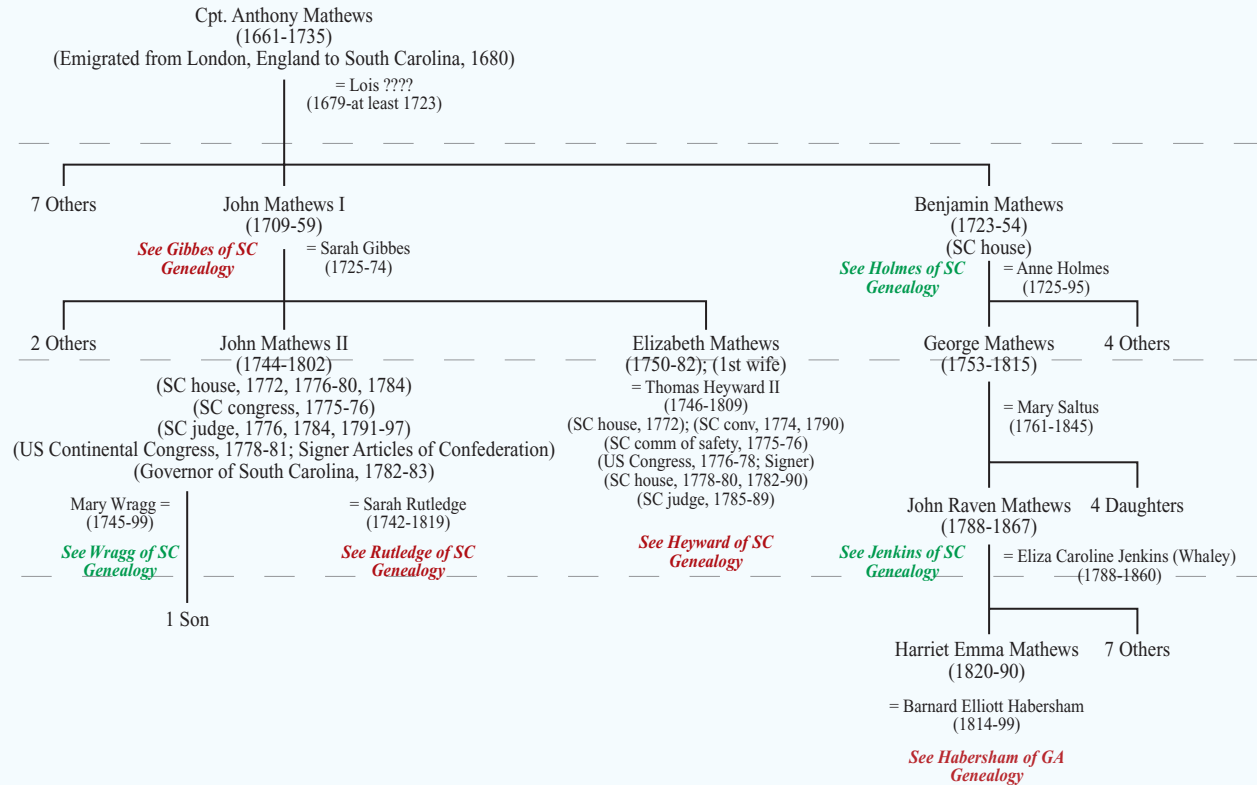 Cpt. Anthony Mathews
(1661-1735)
(Emigrated from London, England to South Carolina, 1680)
= Lois ????
(1679-at least 1723)
7 Others
John Mathews I
(1709-59)
See Gibbes of SC
Genealogy
= Sarah Gibbes
(1725-74)
Benjamin Mathews
(1723-54)
(SC house)
See Holmes of SC
Genealogy
= Anne Holmes
(1725-95)
2 Others
John Mathews II
(1744-1802)
(SC house, 1772, 1776-80, 1784)
(SC congress, 1775-76)
(SC judge, 1776, 1784, 1791-97)
(US Continental Congress, 1778-81; Signer Articles of Confederation)
(Governor of South Carolina, 1782-83)
Mary Wragg =
(1745-99)
See Wragg of SC
Genealogy
= Sarah Rutledge
(1742-1819)
See Rutledge of SC
Genealogy
1 Son
Elizabeth Mathews
(1750-82); (1st wife)
= Thomas Heyward II
(1746-1809)
(SC house, 1772); (SC conv, 1774, 1790)
(SC comm of safety, 1775-76)
(US Congress, 1776-78; Signer)
(SC house, 1778-80, 1782-90)
(SC judge, 1785-89)
See Heyward of SC
Genealogy
George Mathews
(1753-1815)
4 Others
= Mary Saltus
(1761-1845)
John Raven Mathews
(1788-1867)
4 Daughters
See Jenkins of SC
Genealogy
= Eliza Caroline Jenkins (Whaley)
(1788-1860)
Harriet Emma Mathews
(1820-90)
7 Others
= Barnard Elliott Habersham
(1814-99)
See Habersham of GA
Genealogy